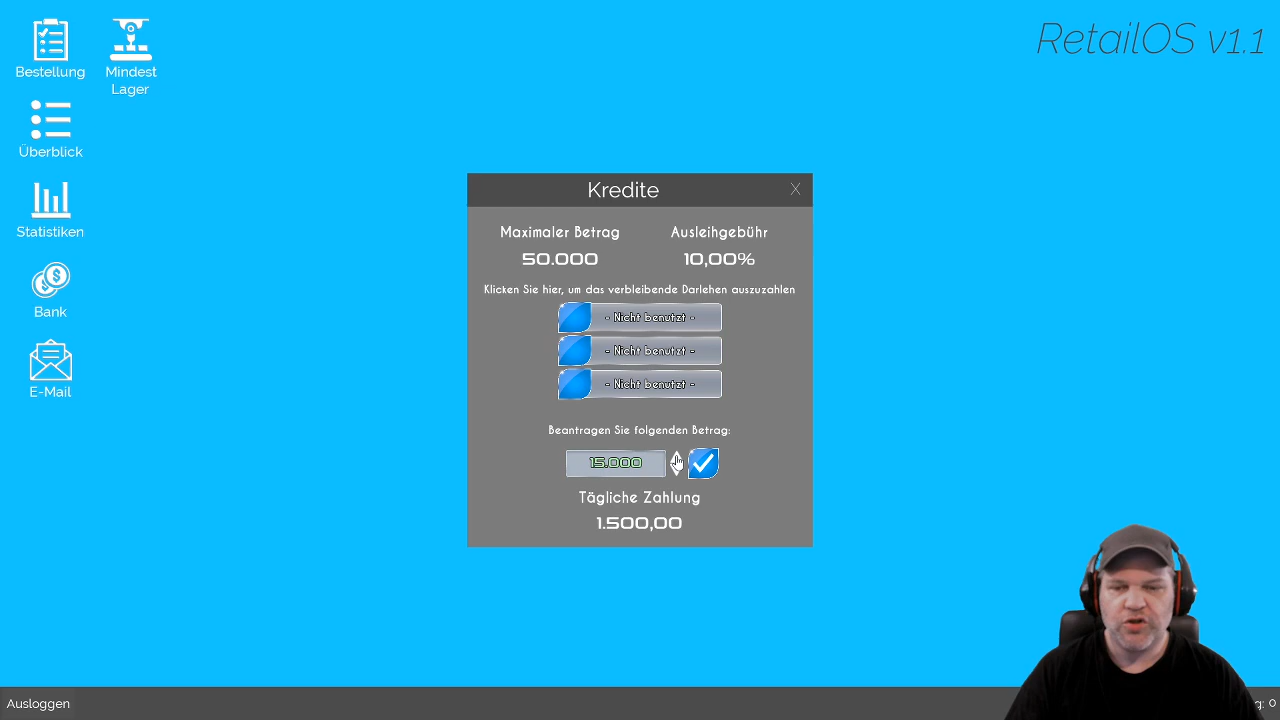 RetailOS v1.1
Bestellung
Mindest
Lager
Überblick
Statistiken
Bank
E-Mail
Kredite X
Maximaler Betrag Ausleihgebühr
50.000 10,00%
Klicken Sie hier, um das verbleibende Darlehen auszuzahlen
- Nicht benutzt -
- Nicht benutzt -
- Nicht benutzt -
Beantragen Sie folgenden Betrag:
15.000
Tägliche Zahlung
1.500,00
Ausloggen
g: 0